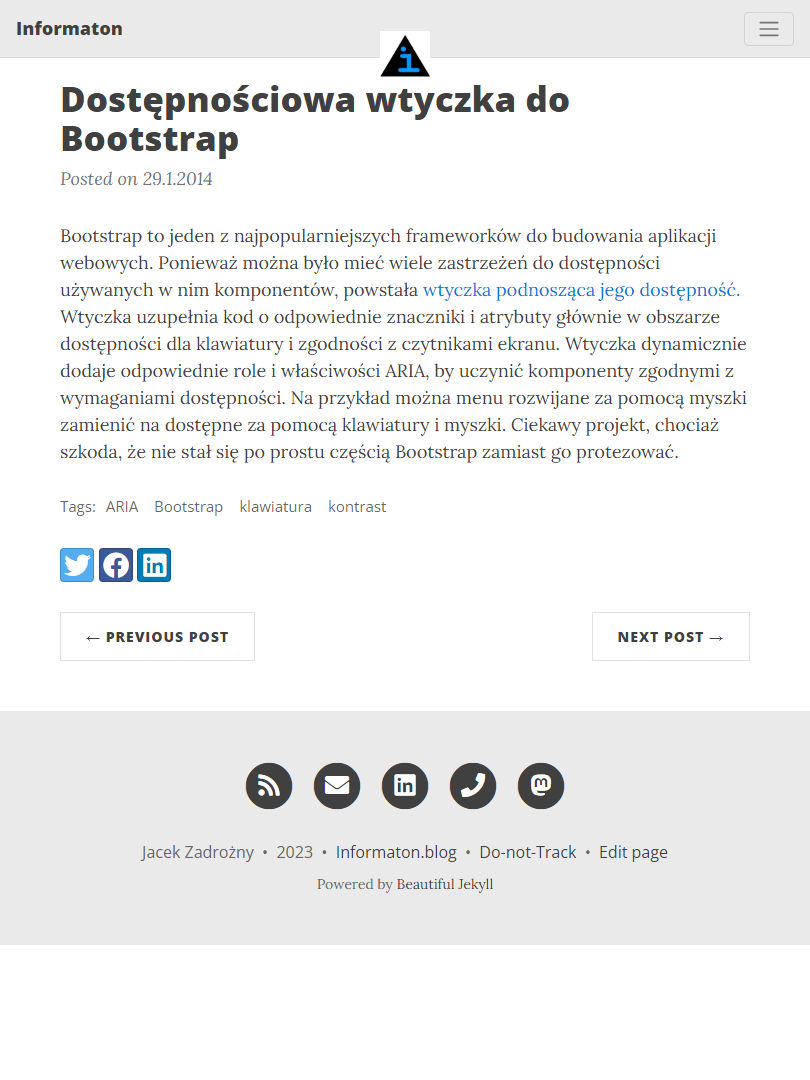 Informaton
i
Dostępnościowa wtyczka do
Bootstrap
Posted on 29.1.2014
Bootstrap to jeden z najpopularniejszych frameworków do budowania aplikacji
webowych. Ponieważ można było mieć wiele zastrzeżeń do dostępności
używanych w nim komponentów, powstała wtyczka podnosząca jego dostępność.
Wtyczka uzupełnia kod o odpowiednie znaczniki i atrybuty głównie w obszarze
dostępności dla klawiatury i zgodności z czytnikami ekranu. Wtyczka dynamicznie
dodaje odpowiednie role i właściwości ARIA, by uczynić komponenty zgodnymi z
wymaganiami dostępności. Na przykład można menu rozwijane za pomocą myszki
zamienić na dostępne za pomocą klawiatury i myszki. Ciekawy projekt, chociaż
szkoda, że nie stał się po prostu częścią Bootstrap zamiast go protezować.
Tags: ARIA Bootstrap klawiatura kontrast
← PREVIOUS POST NEXT POST →
Jacek Zadrożny • 2023 • Informaton.blog • Do-not-Track • Edit page
Powered by Beautiful Jekyll